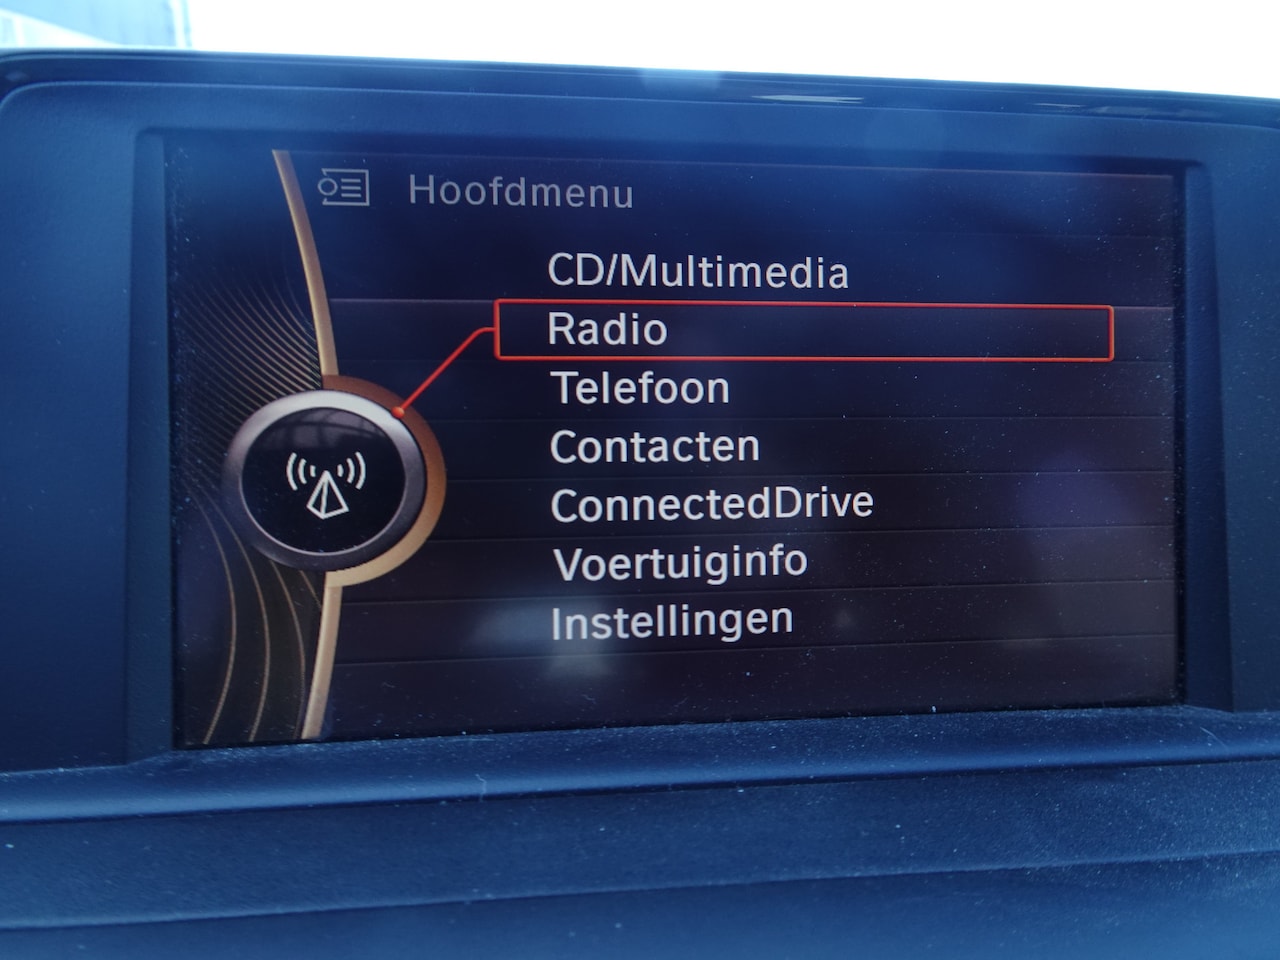 Hoofdmenu
CD/Multimedia
Radio
Telefoon
Contacten
ConnectedDrive
Voertuiginfo
Instellingen